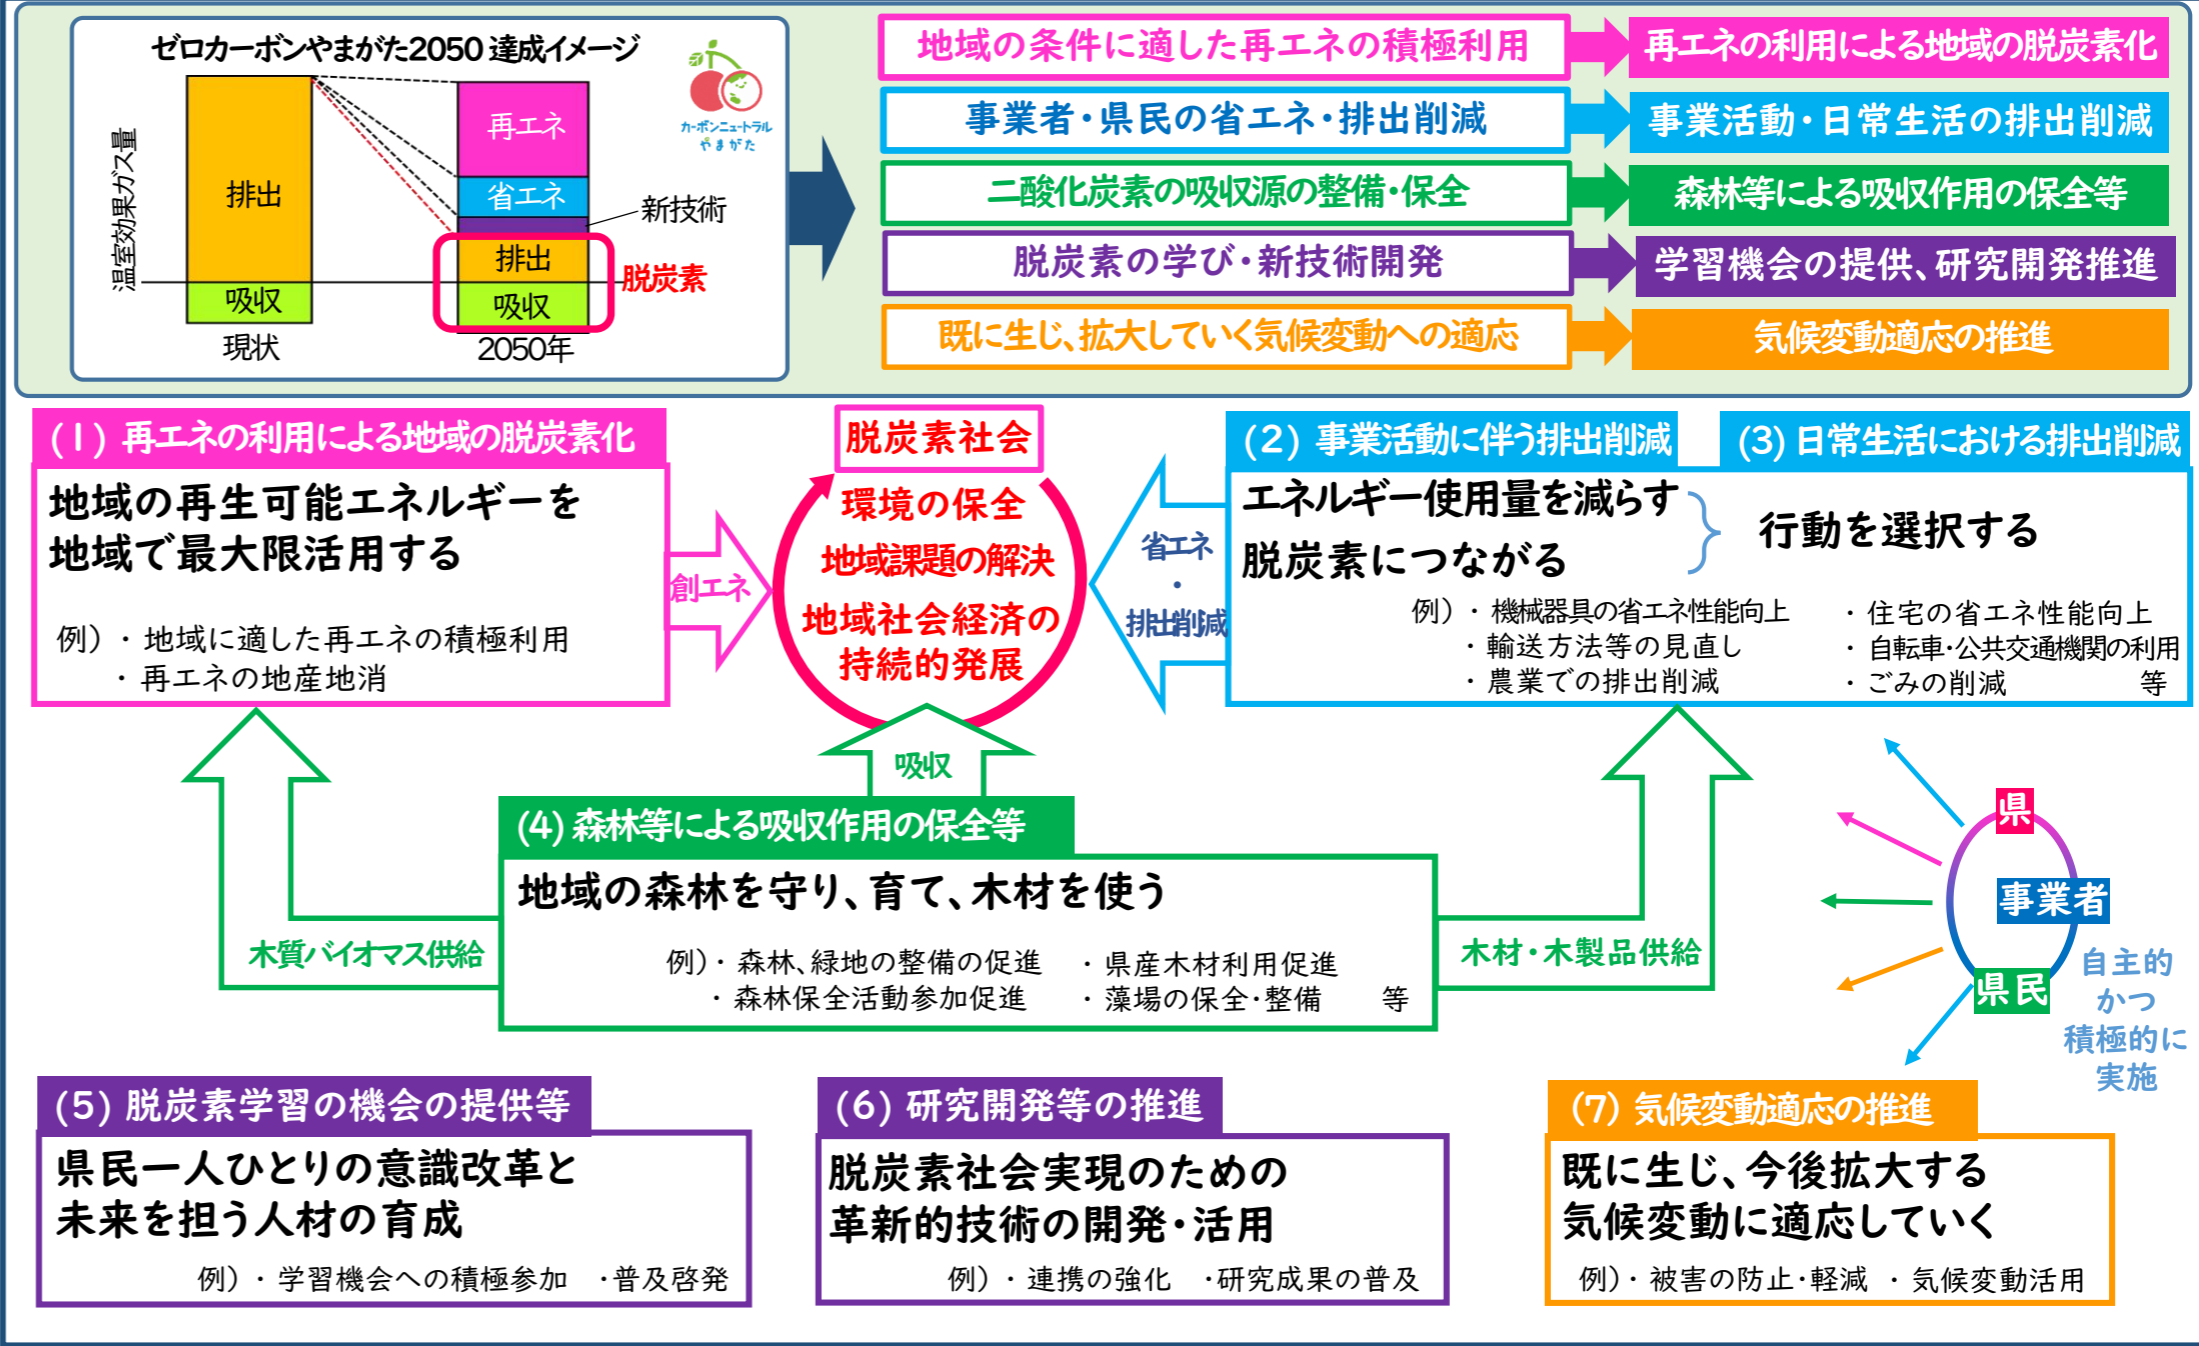 ゼロカーボンやまがた2050 達成イメージ
カーボンニュートラル
やまがた
温室効果ガス量
排出
吸収
現状
再エネ
省エネ
新技術
排出
脱炭素
吸収
2050年
地域の条件に適した再エネの積極利用
再エネの利用による地域の脱炭素化
事業者・県民の省エネ・排出削減
事業活動・日常生活の排出削減
二酸化炭素の吸収源の整備・保全
森林等による吸収作用の保全等
脱炭素の学び・新技術開発
学習機会の提供、研究開発推進
既に生じ、拡大していく気候変動への適応
気候変動適応の推進
(1) 再エネの利用による地域の脱炭素化
地域の再生可能エネルギーを
地域で最大限活用する
例）・ 地域に適した再エネの積極利用
・ 再エネの地産地消
創エネ
脱炭素社会
環境の保全
地域課題の解決
地域社会経済の
持続的発展
省エネ
・
排出削減
(2) 事業活動に伴う排出削減
(3) 日常生活における排出削減
エネルギー使用量を減らす
脱炭素につながる
行動を選択する
例）・ 機械器具の省エネ性能向上
・ 輸送方法等の見直し
・ 農業での排出削減
・ 住宅の省エネ性能向上
・ 自転車・公共交通機関の利用
・ ごみの削減 等
吸収
(4) 森林等による吸収作用の保全等
地域の森林を守り、育て、木材を使う
例）・ 森林、緑地の整備の促進 ・ 県産木材利用促進
・ 森林保全活動参加促進 ・ 藻場の保全・整備 等
木質バイオマス供給
木材・木製品供給
県
事業者
県民
自主的
かつ
積極的に
実施
(5) 脱炭素学習の機会の提供等
県民一人ひとりの意識改革と
未来を担う人材の育成
例）・ 学習機会への積極参加 ・普及啓発
(6) 研究開発等の推進
脱炭素社会実現のための
革新的技術の開発・活用
例）・ 連携の強化 ・研究成果の普及
(7) 気候変動適応の推進
既に生じ、今後拡大する
気候変動に適応していく
例）・ 被害の防止・軽減 ・ 気候変動活用